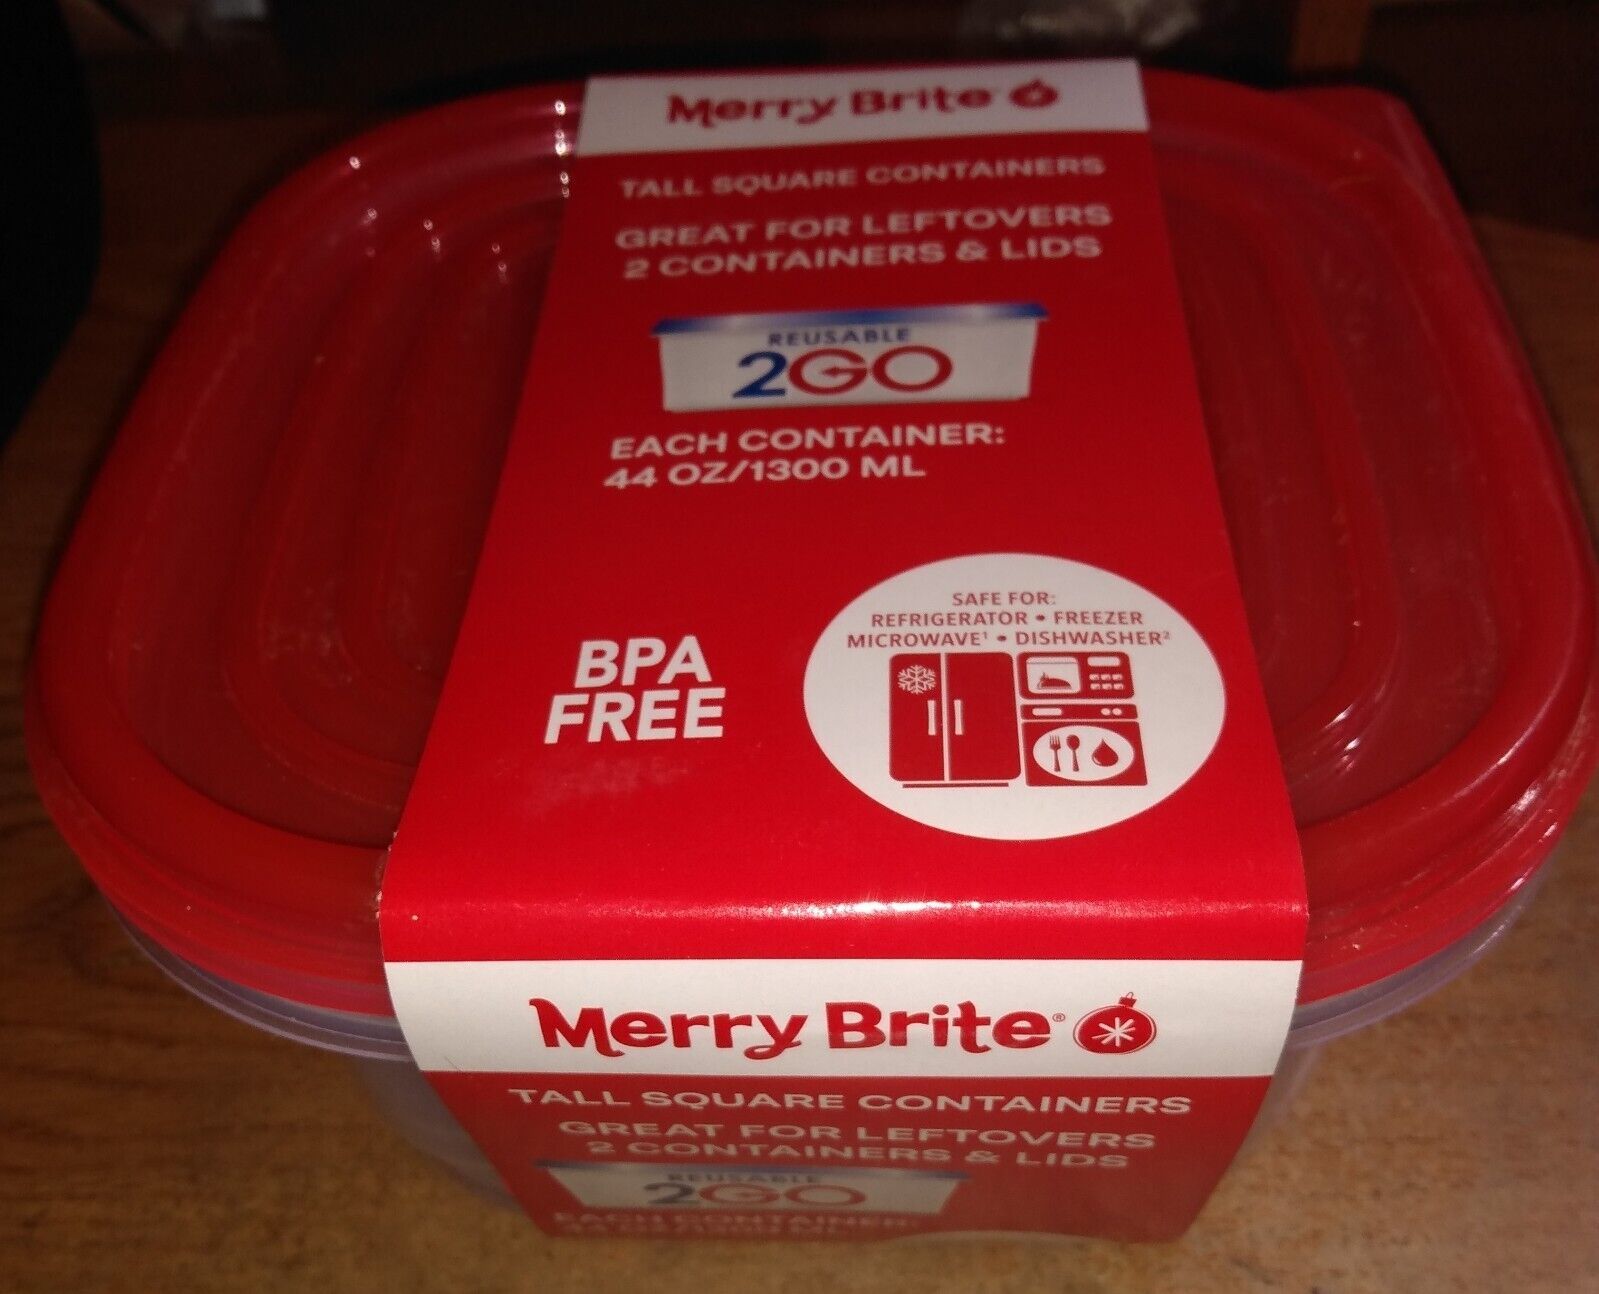 Merry Brite
TALL SQUARE CONTAINERS
GREAT FOR LEFTOVERS
2 CONTAINERS & LIDS
REUSABLE
2GO
EACH CONTAINER:
44 OZ/1300 ML
SAFE FOR:
REFRIGERATOR • FREEZER
MICROWAVE¹ • DISHWASHER²
BPA
FREE
Merry Brite®
TALL SQUARE CONTAINERS
GREAT FOR LEFTOVERS
2 CONTAINERS & LIDS
REUSABLE
2GO
EACH CONTAINER: